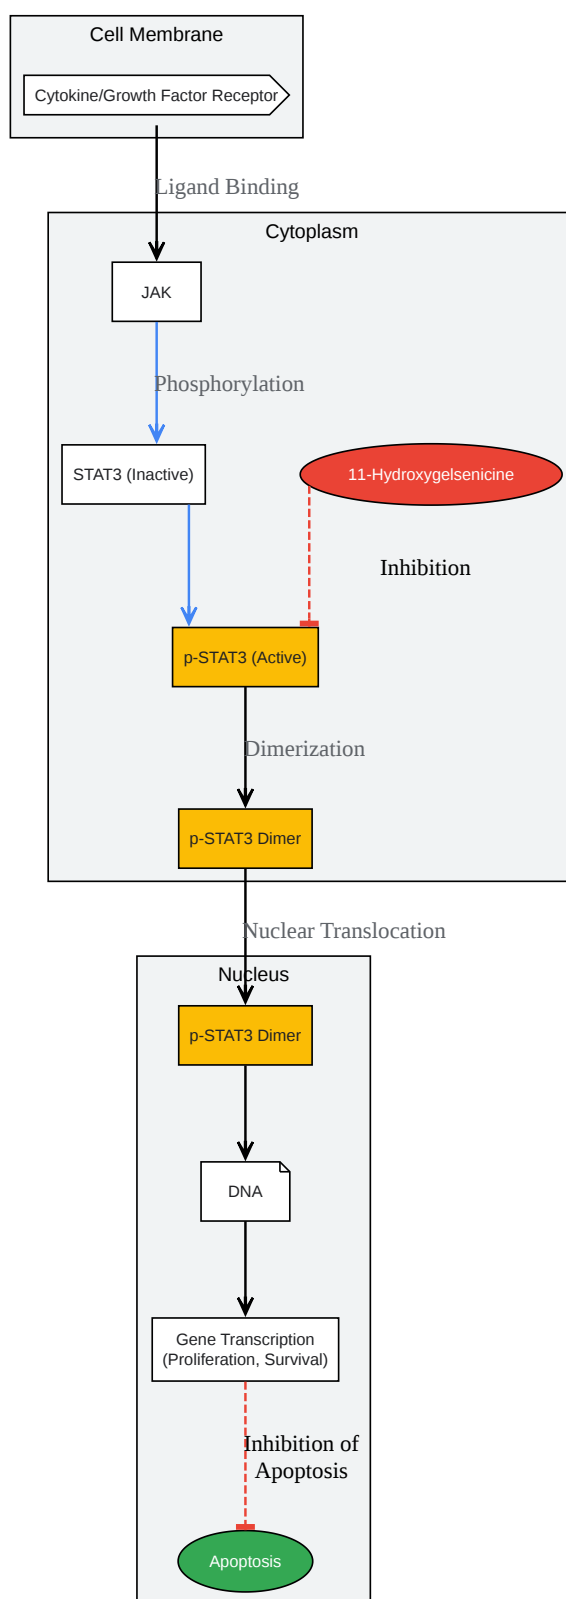 Cell Membrane
Cytokine/Growth Factor Receptor
Ligand Binding
Cytoplasm
JAK
Phosphorylation
STAT3 (Inactive)
11-Hydroxygelsenicine
Inhibition
p-STAT3 (Active)
Dimerization
p-STAT3 Dimer
Nuclear Translocation
Nucleus
p-STAT3 Dimer
DNA
Gene Transcription
(Proliferation, Survival)
Inhibition of
Apoptosis
Apoptosis